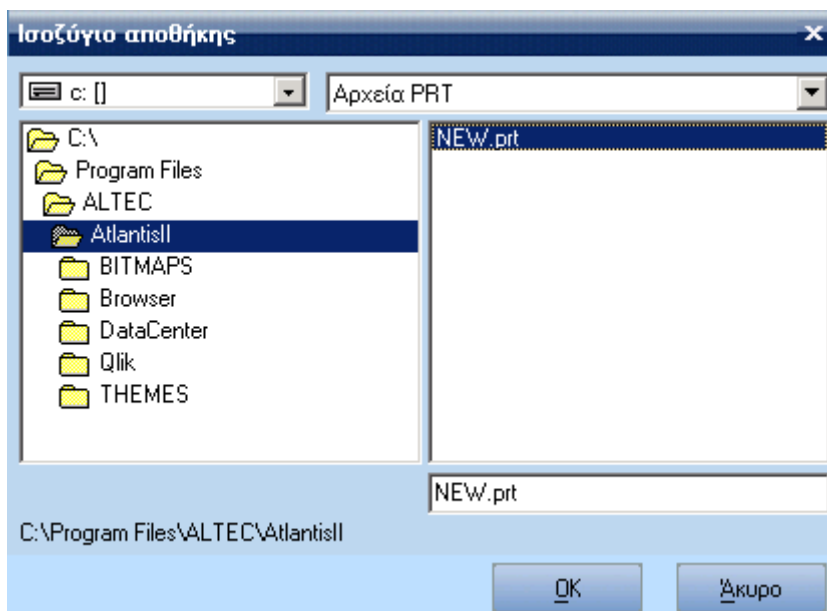 Ισοζύγιο αποθήκης
c: []
Αρχεία PRT
C:\
Program Files
ALTEC
AtlantisII
BITMAPS
Browser
DataCenter
Qlik
THEMES
NEW.prt
NEW.prt
C:\Program Files\ALTEC\AtlantisII
OK
Άκυρο